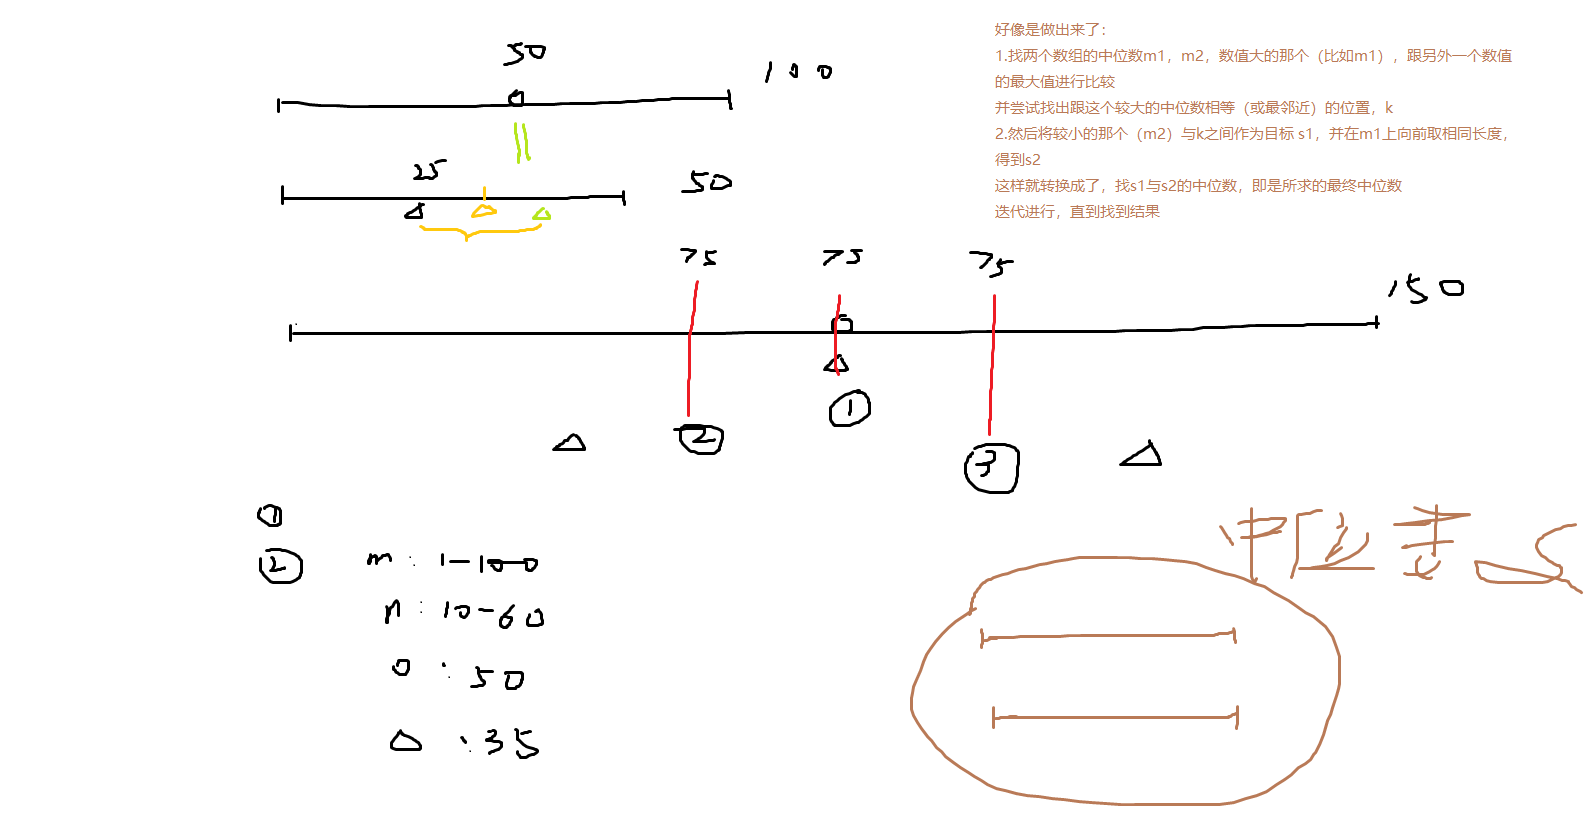 50
100
好像是做出来了：
1.找两个数组的中位数m1，m2，数值大的那个（比如m1），跟另外一个数值
的最大值进行比较
并尝试找出跟这个较大的中位数相等（或最邻近）的位置，k
2.然后将较小的那个（m2）与k之间作为目标 s1，并在m1上向前取相同长度，
得到s2
这样就转换成了，找s1与s2的中位数，即是所求的最终中位数
迭代进行，直到找到结果
25
50
75
75
75
150
①
②
③
①
② m : 1-100
n : 10-60
o : 50
△ : 35
中位